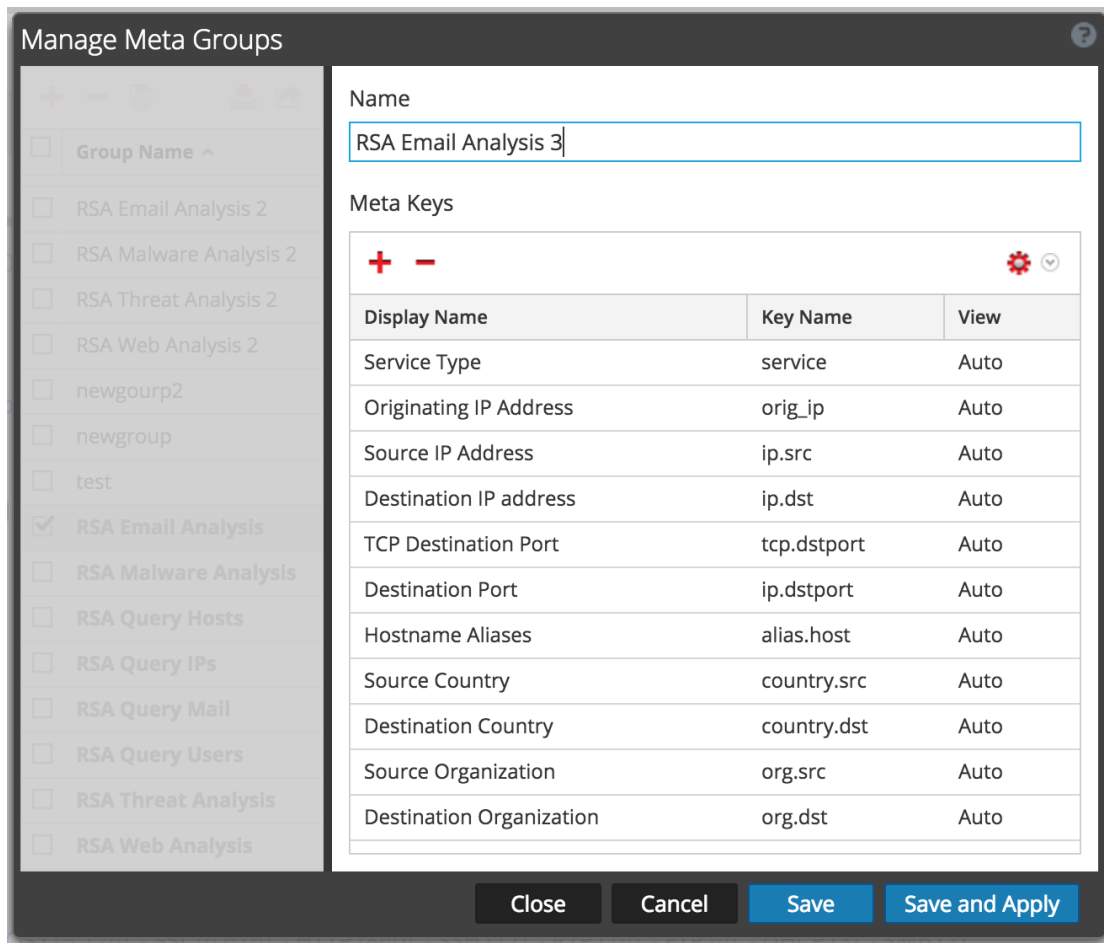 Manage Meta Groups
Group Name
RSA Email Analysis 2
RSA Malware Analysis 2
RSA Threat Analysis 2
RSA Web Analysis 2
newgourp2
newgroup
test
RSA Email Analysis
RSA Malware Analysis
RSA Query Hosts
RSA Query IPs
RSA Query Mail
RSA Query Users
RSA Threat Analysis
RSA Web Analysis
Name
RSA Email Analysis 3
Meta Keys
Display Name Key Name View
Service Type service Auto
Originating IP Address orig_ip Auto
Source IP Address ip.src Auto
Destination IP address ip.dst Auto
TCP Destination Port tcp.dstport Auto
Destination Port ip.dstport Auto
Hostname Aliases alias.host Auto
Source Country country.src Auto
Destination Country country.dst Auto
Source Organization org.src Auto
Destination Organization org.dst Auto
Close Cancel Save Save and Apply